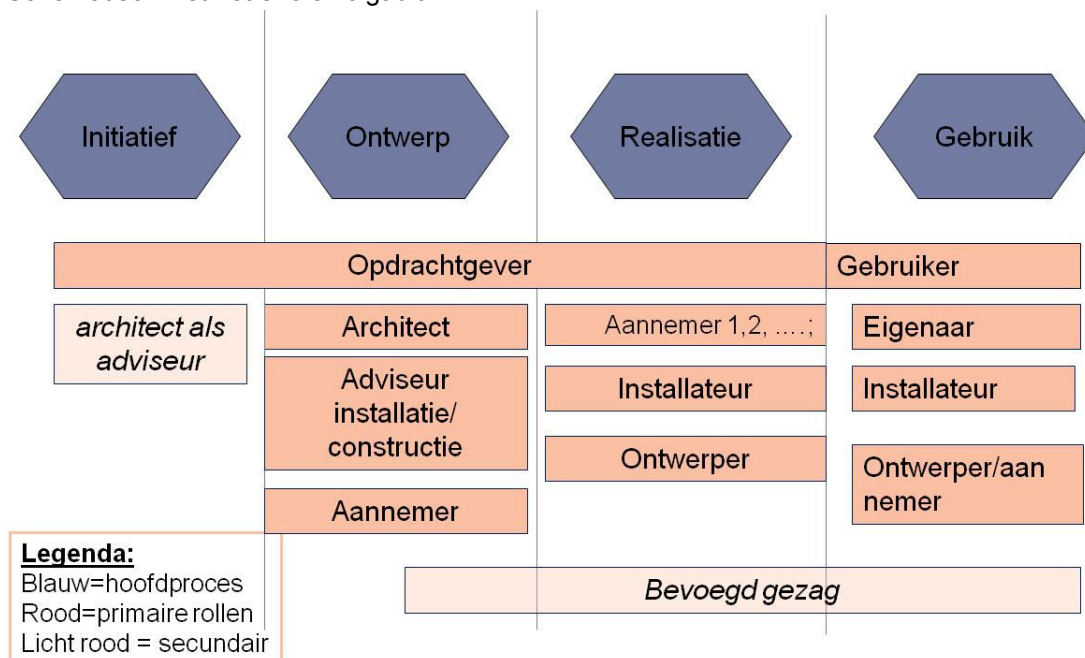 Initiatief
Ontwerp
Realisatie
Gebruik
Opdrachtgever
Gebruiker
architect als
adviseur
Architect
Adviseur
installatie/
constructie
Aannemer
Aannemer 1,2, ….;
Installateur
Ontwerper
Eigenaar
Installateur
Ontwerper/aan
nemer
Bevoegd gezag
Legenda:
Blauw=hoofdproces
Rood=primaire rollen
Licht rood = secundair